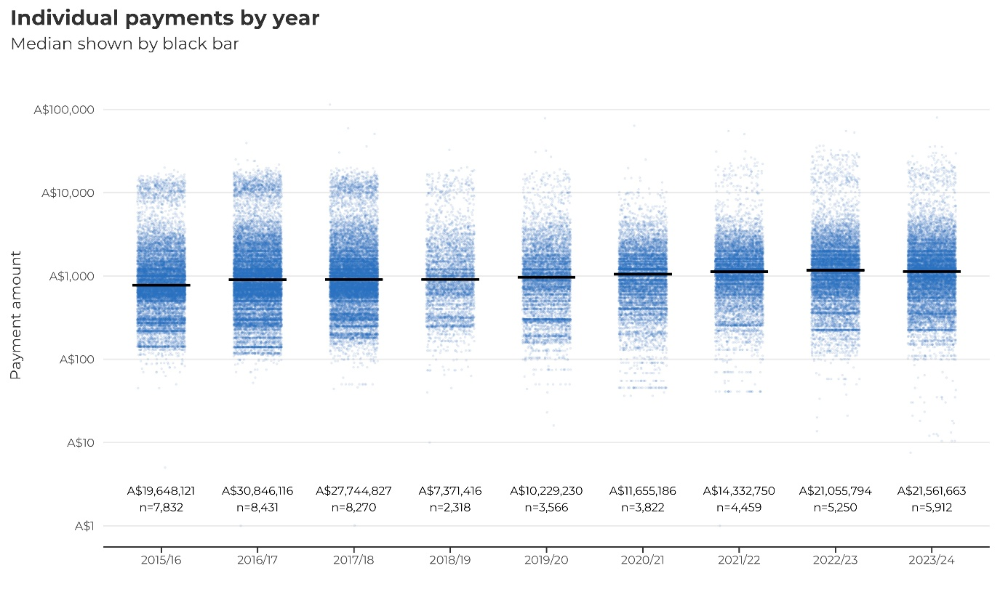 Individual payments by year
Median shown by black bar
Payment amount
A$100,000
A$10,000
A$1,000
A$100
A$10
A$1
A$19,648,121 A$30,846,116 A$27,744,827 A$7,371,416 A$10,229,230 A$11,655,186 A$14,332,750 A$21,055,794 A$21,561,663
n=7,832 n=8,431 n=8,270 n=2,318 n=3,566 n=3,822 n=4,459 n=5,250 n=5,912
2015/16 2016/17 2017/18 2018/19 2019/20 2020/21 2021/22 2022/23 2023/24